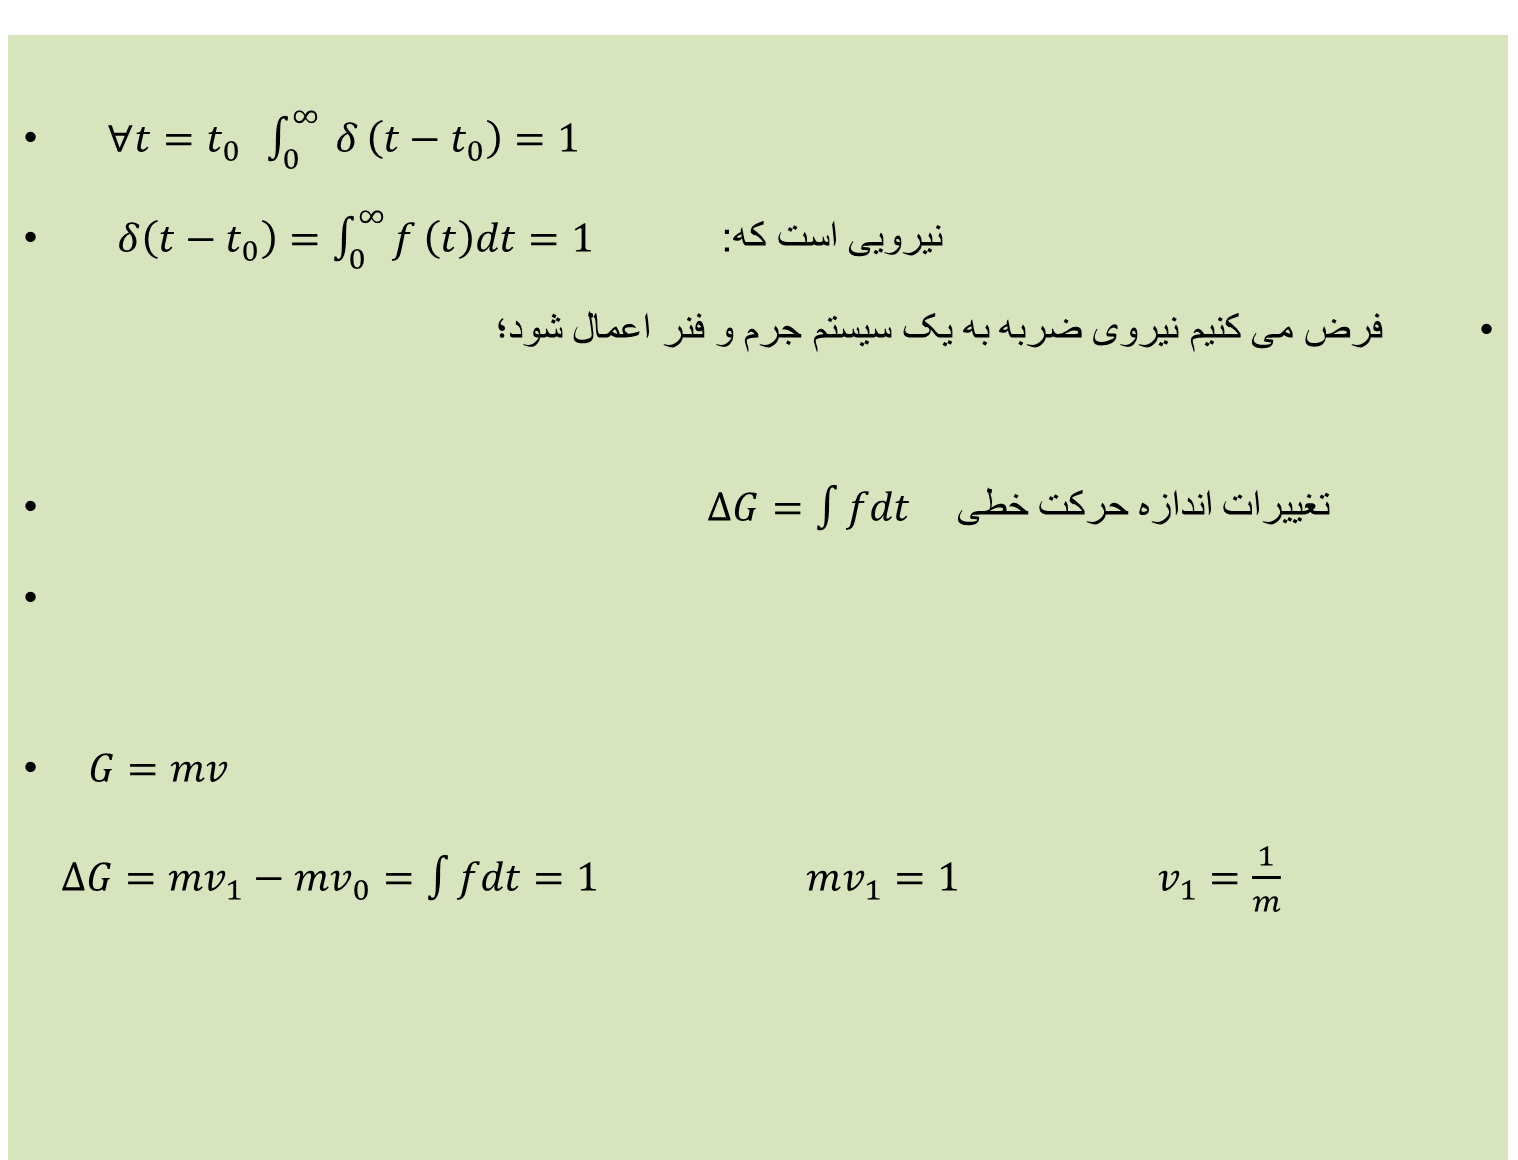 • ∀t = t₀ ∫₀^∞ δ (t − t₀) = 1
• δ(t − t₀) = ∫₀^∞ f (t)dt = 1 نیرویی است که:
• فرض می کنیم نیروی ضربه به یک سیستم جرم و فنر اعمال شود؛
• تغییرات اندازه حرکت خطی ΔG = ∫ fdt
•
• G = mv
ΔG = mv₁ − mv₀ = ∫ fdt = 1 mv₁ = 1 v₁ = 1/m